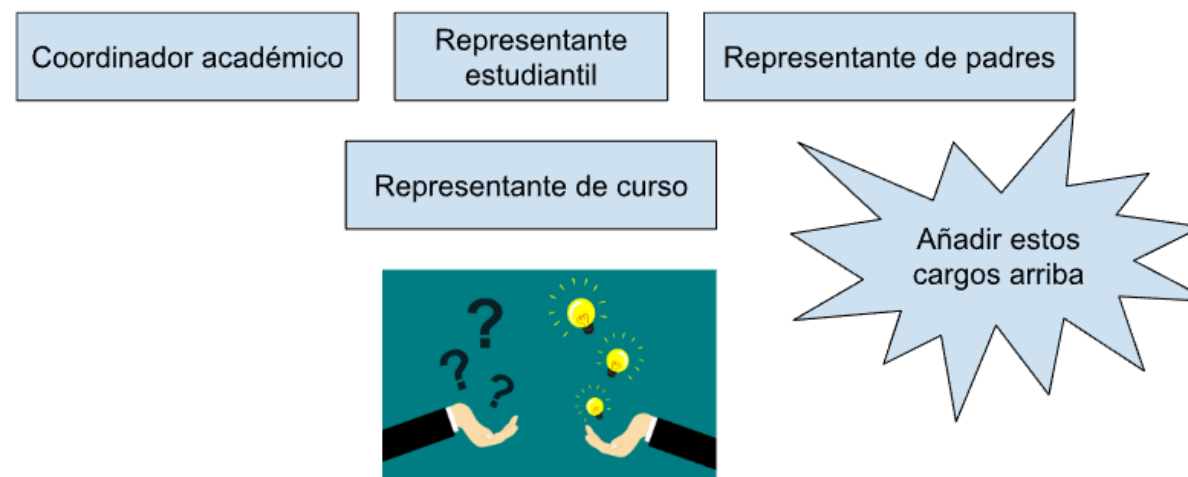 Coordinador académico
Representante
estudiantil
Representante de padres
Representante de curso
Añadir estos
cargos arriba
? ? ?